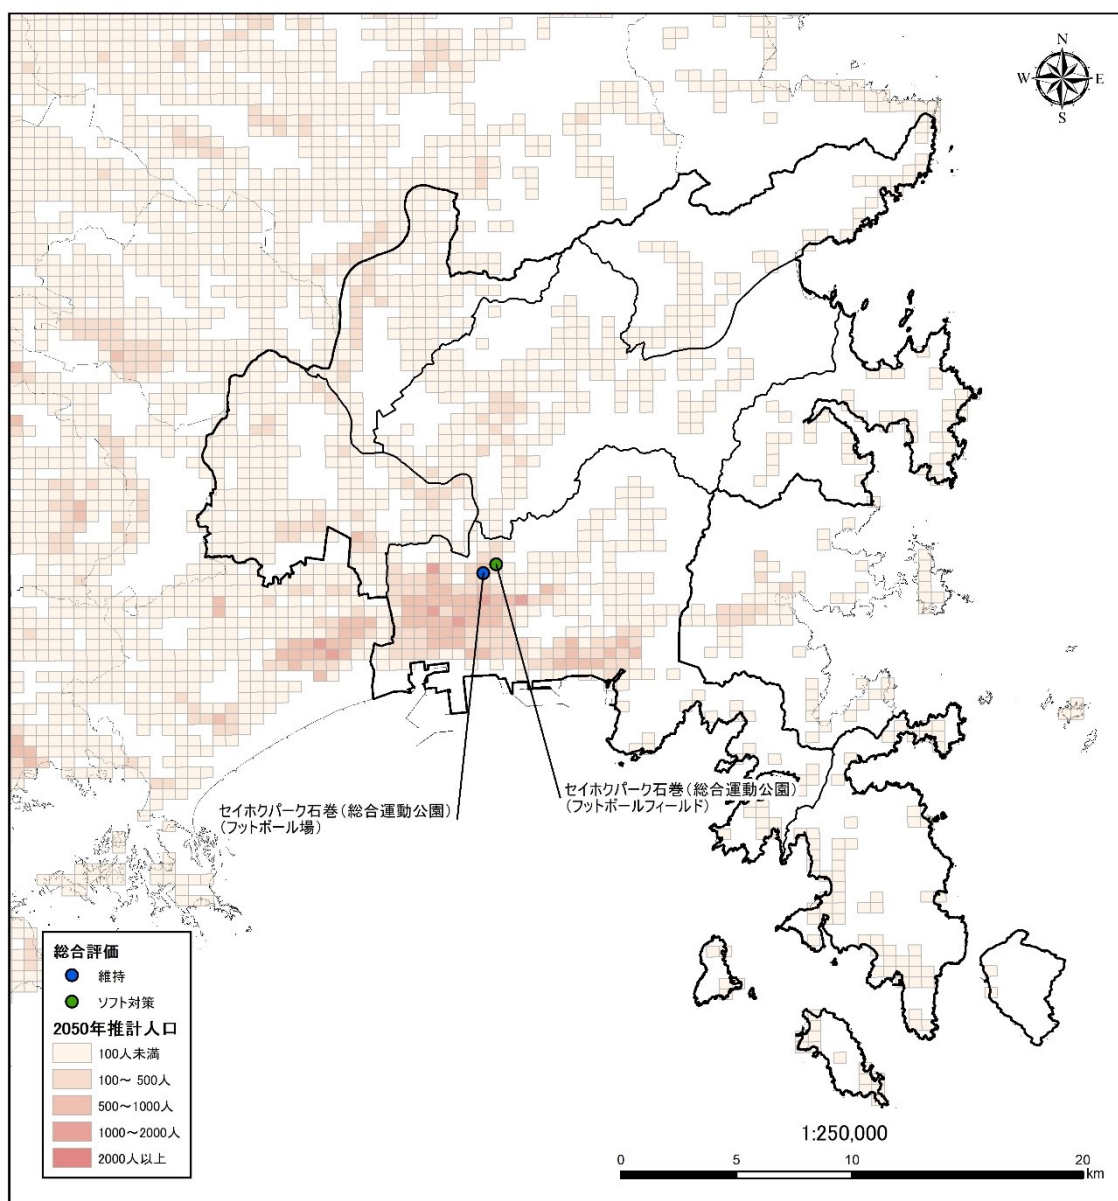 N
W E
S
セイホクパーク石巻(総合運動公園)
(フットボール場)
セイホクパーク石巻(総合運動公園)
(フットボールフィールド)
総合評価
維持
ソフト対策
2050年推計人口
100人未満
100～ 500人
500～1000人
1000～2000人
2000人以上
1:250,000
0 5 10 20
km